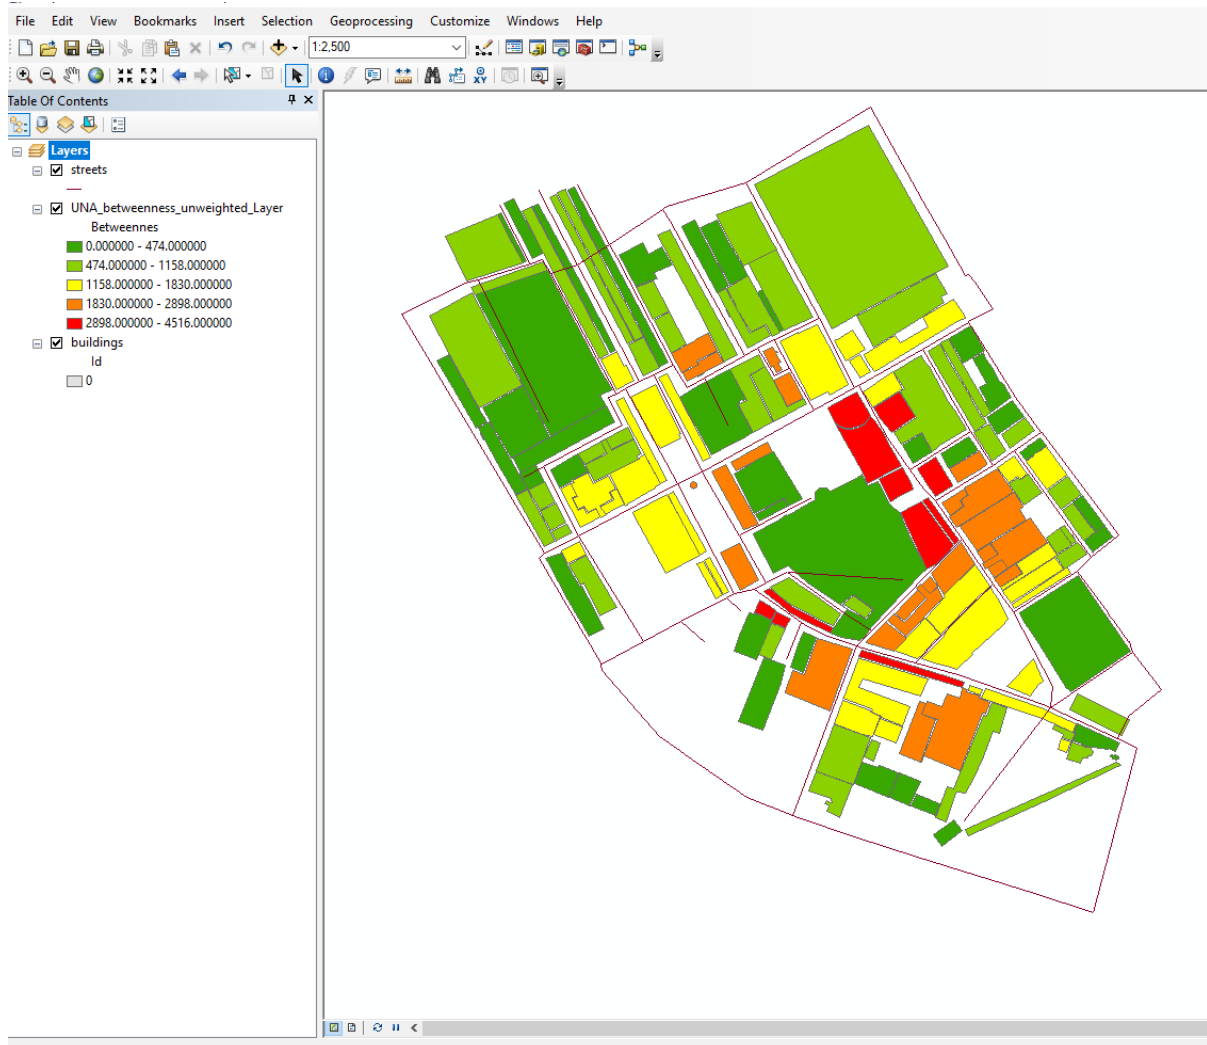 File Edit View Bookmarks Insert Selection Geoprocessing Customize Windows Help
1:2,500
Table Of Contents
Layers
streets
UNA_betweenness_unweighted_Layer
Betweennes
0.000000 - 474.000000
474.000000 - 1158.000000
1158.000000 - 1830.000000
1830.000000 - 2898.000000
2898.000000 - 4516.000000
buildings
Id
0